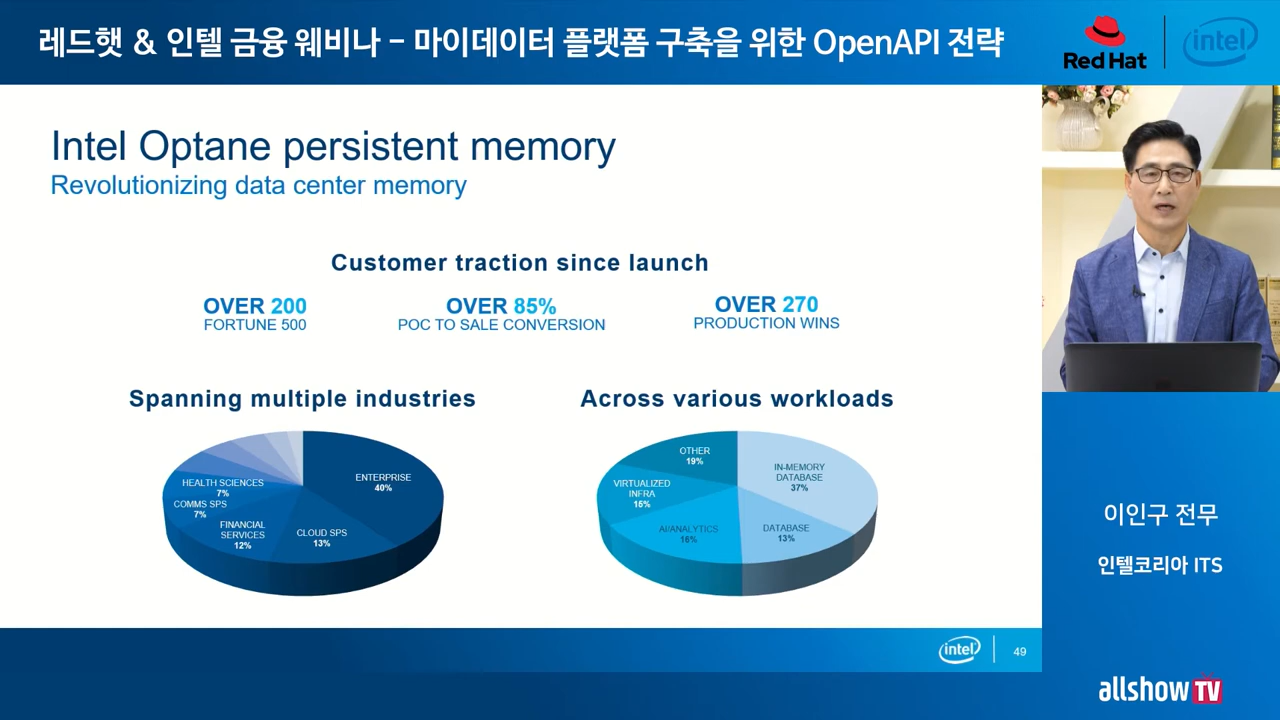 레드햇 & 인텔 금융 웨비나 – 마이데이터 플랫폼 구축을 위한 OpenAPI 전략
Red Hat
intel
Intel Optane persistent memory
Revolutionizing data center memory
Customer traction since launch
OVER 200
FORTUNE 500
OVER 85%
POC TO SALE CONVERSION
OVER 270
PRODUCTION WINS
Spanning multiple industries
ENTERPRISE
40%
CLOUD SPS
13%
FINANCIAL
SERVICES
12%
COMMS SPS
7%
HEALTH SCIENCES
7%
Across various workloads
IN-MEMORY
DATABASE
37%
DATABASE
13%
AI/ANALYTICS
16%
VIRTUALIZED
INFRA
15%
OTHER
19%
이인구 전무
인텔코리아 ITS
intel
49
allshow TV